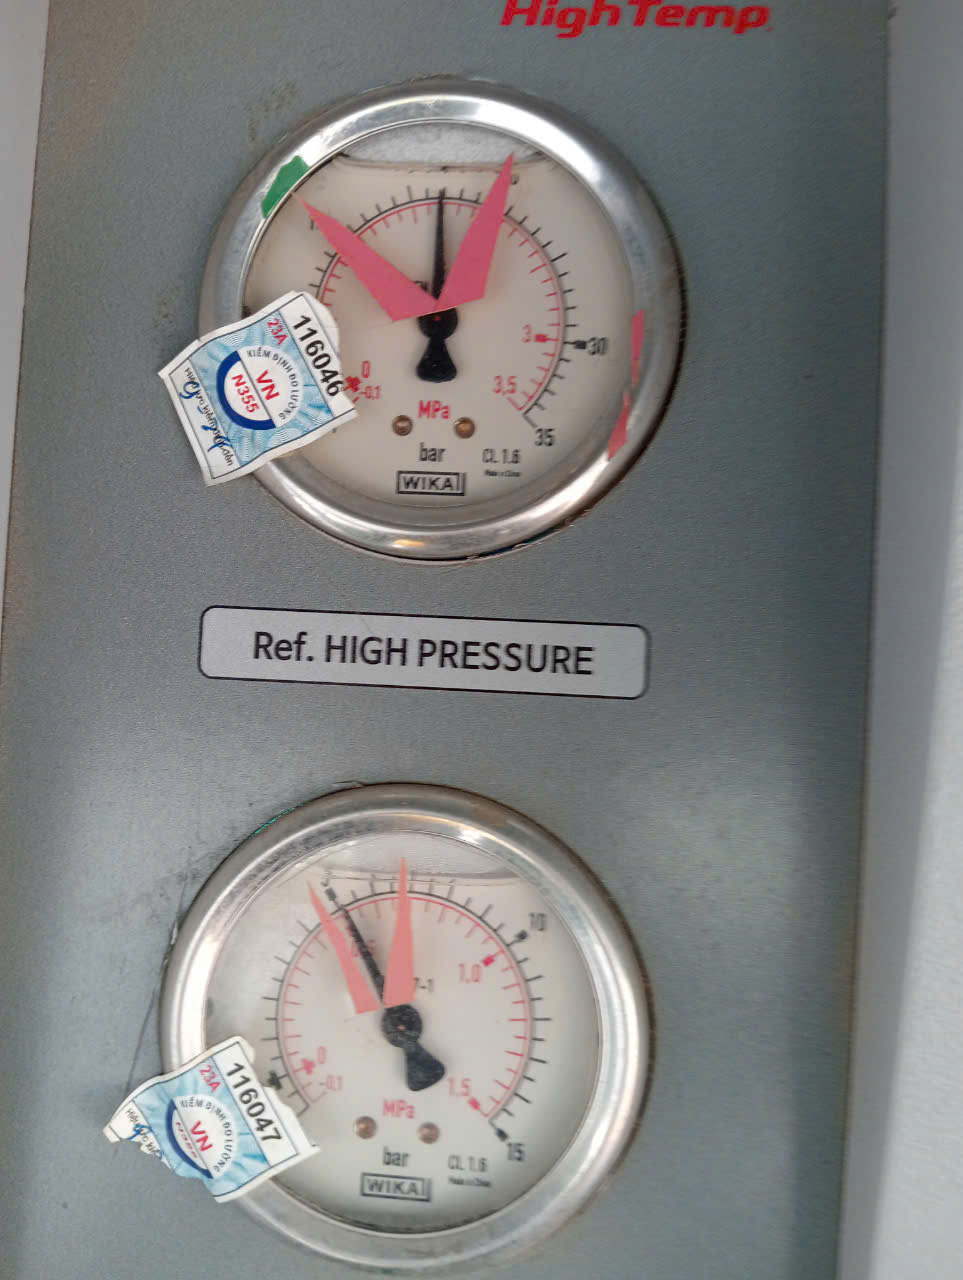 HighTemp
30
3
0
-0.1
3,5
MPa
35
bar
CL 1.6
WIKA
23A
116046
KIỂM ĐỊNH ĐO LƯỜNG
VN
N355
Ref. HIGH PRESSURE
10
1,0
7-1
0
-0,1
1,5
MPa
15
bar
CL 1.6
WIKA
23A
116047
KIỂM ĐỊNH ĐO LƯỜNG
VN